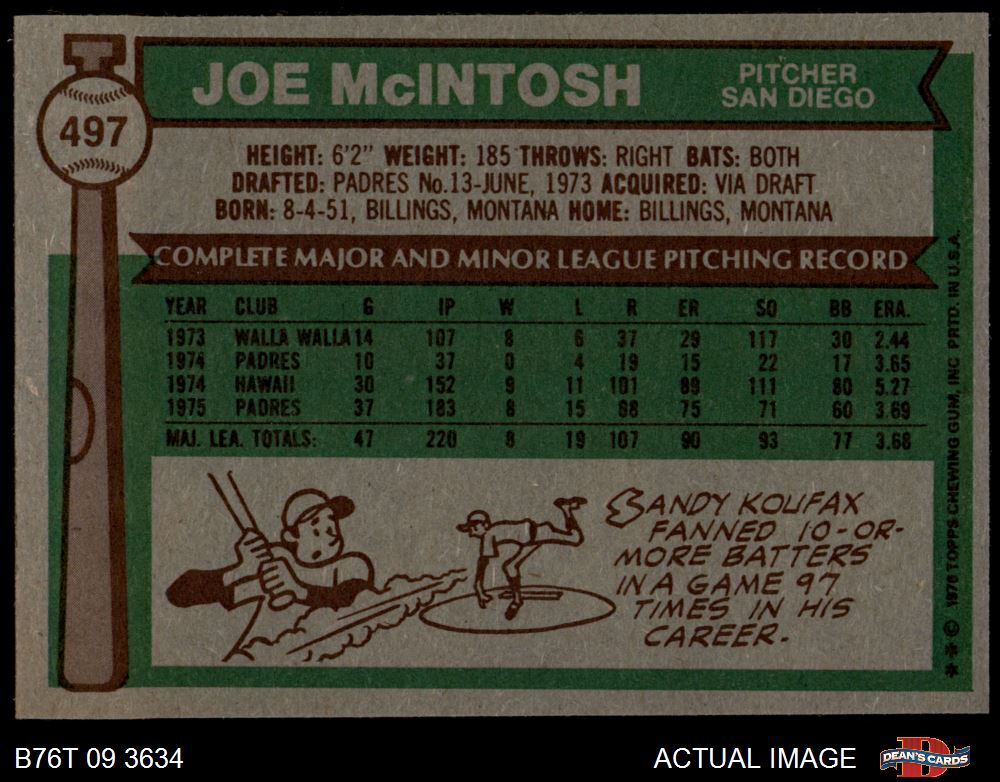 497
JOE McINTOSH
PITCHER
SAN DIEGO
HEIGHT: 6'2" WEIGHT: 185 THROWS: RIGHT BATS: BOTH
DRAFTED: PADRES No.13-JUNE, 1973 ACQUIRED: VIA DRAFT
BORN: 8-4-51, BILLINGS, MONTANA HOME: BILLINGS, MONTANA
COMPLETE MAJOR AND MINOR LEAGUE PITCHING RECORD
YEAR CLUB G IP W L R ER SO BB ERA.
1973 WALLA WALLA 14 107 8 6 37 29 117 30 2.44
1974 PADRES 10 37 0 4 19 15 22 17 3.65
1974 HAWAII 30 152 9 11 101 89 111 80 5.27
1975 PADRES 37 183 8 15 88 75 71 60 3.69
MAJ. LEA. TOTALS: 47 220 8 19 107 90 93 77 3.68
SANDY KOUFAX
FANNED 10-OR-
MORE BATTERS
IN A GAME 97
TIMES IN HIS
CAREER.
** © 1976 TOPPS CHEWING GUM, INC PRTD. IN U.S.A.
B76T 09 3634
ACTUAL IMAGE
D
DEAN'S CARDS